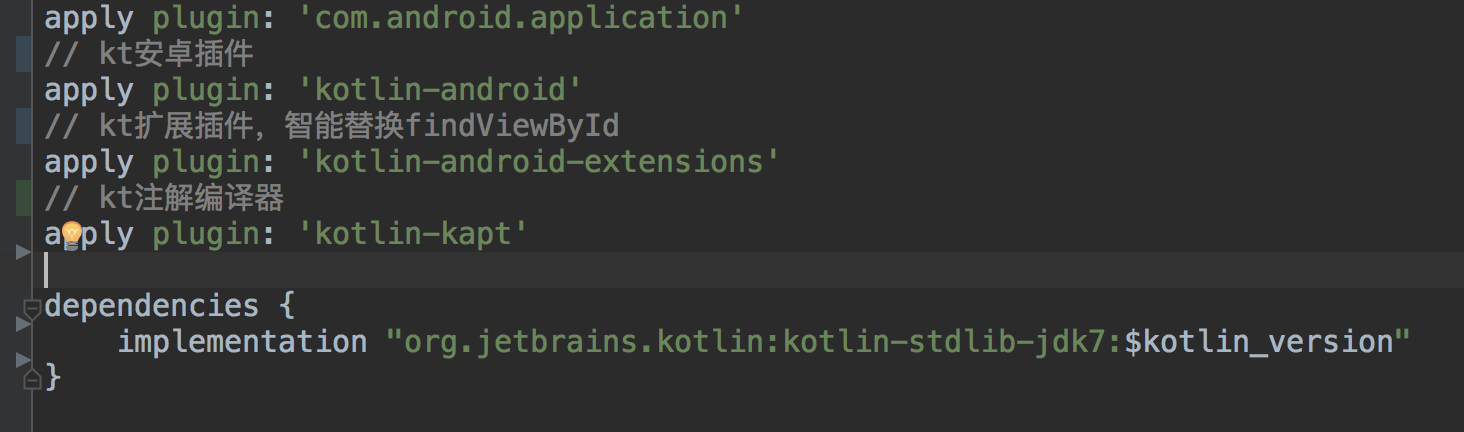 apply plugin: 'com.android.application'
// kt安卓插件
apply plugin: 'kotlin-android'
// kt扩展插件，智能替换findViewById
apply plugin: 'kotlin-android-extensions'
// kt注解编译器
apply plugin: 'kotlin-kapt'
dependencies {
    implementation "org.jetbrains.kotlin:kotlin-stdlib-jdk7:$kotlin_version"
}